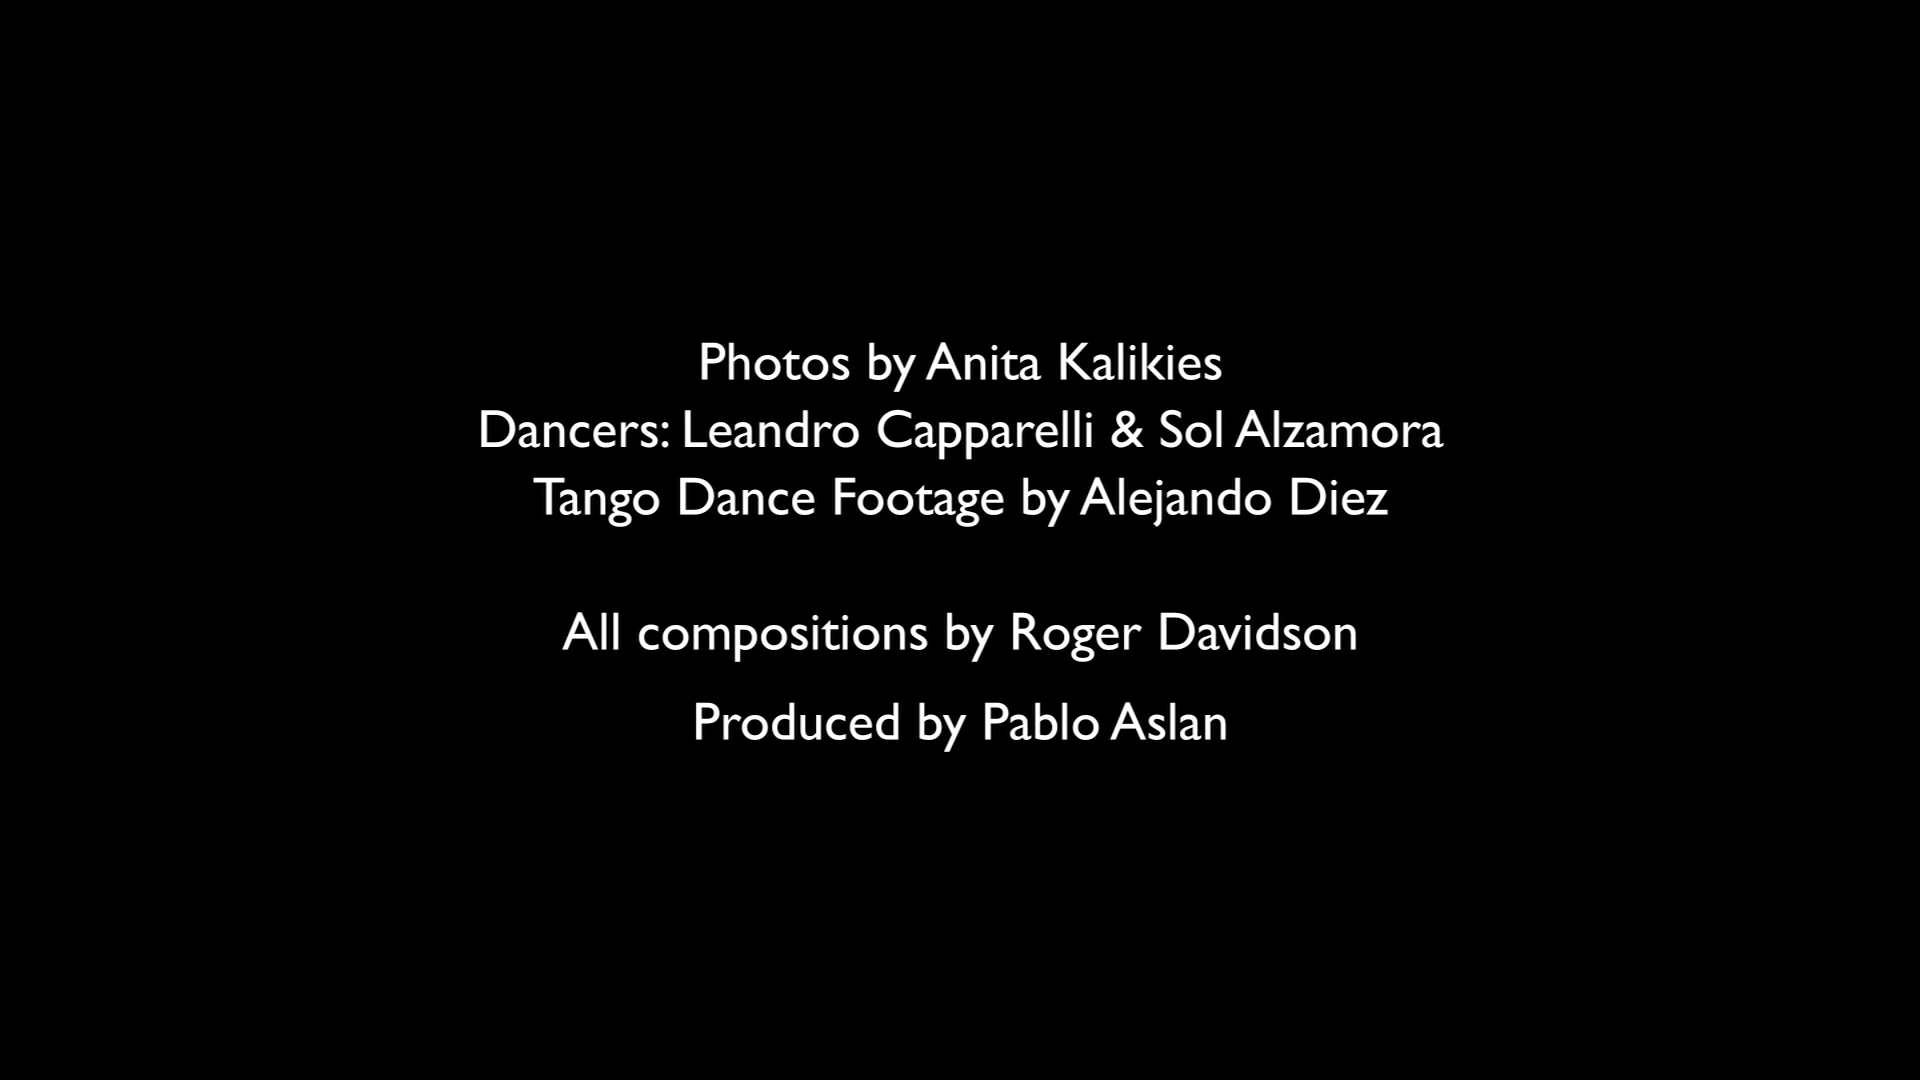 Photos by Anita Kalikies
Dancers: Leandro Capparelli & Sol Alzamora
Tango Dance Footage by Alejando Diez
All compositions by Roger Davidson
Produced by Pablo Aslan